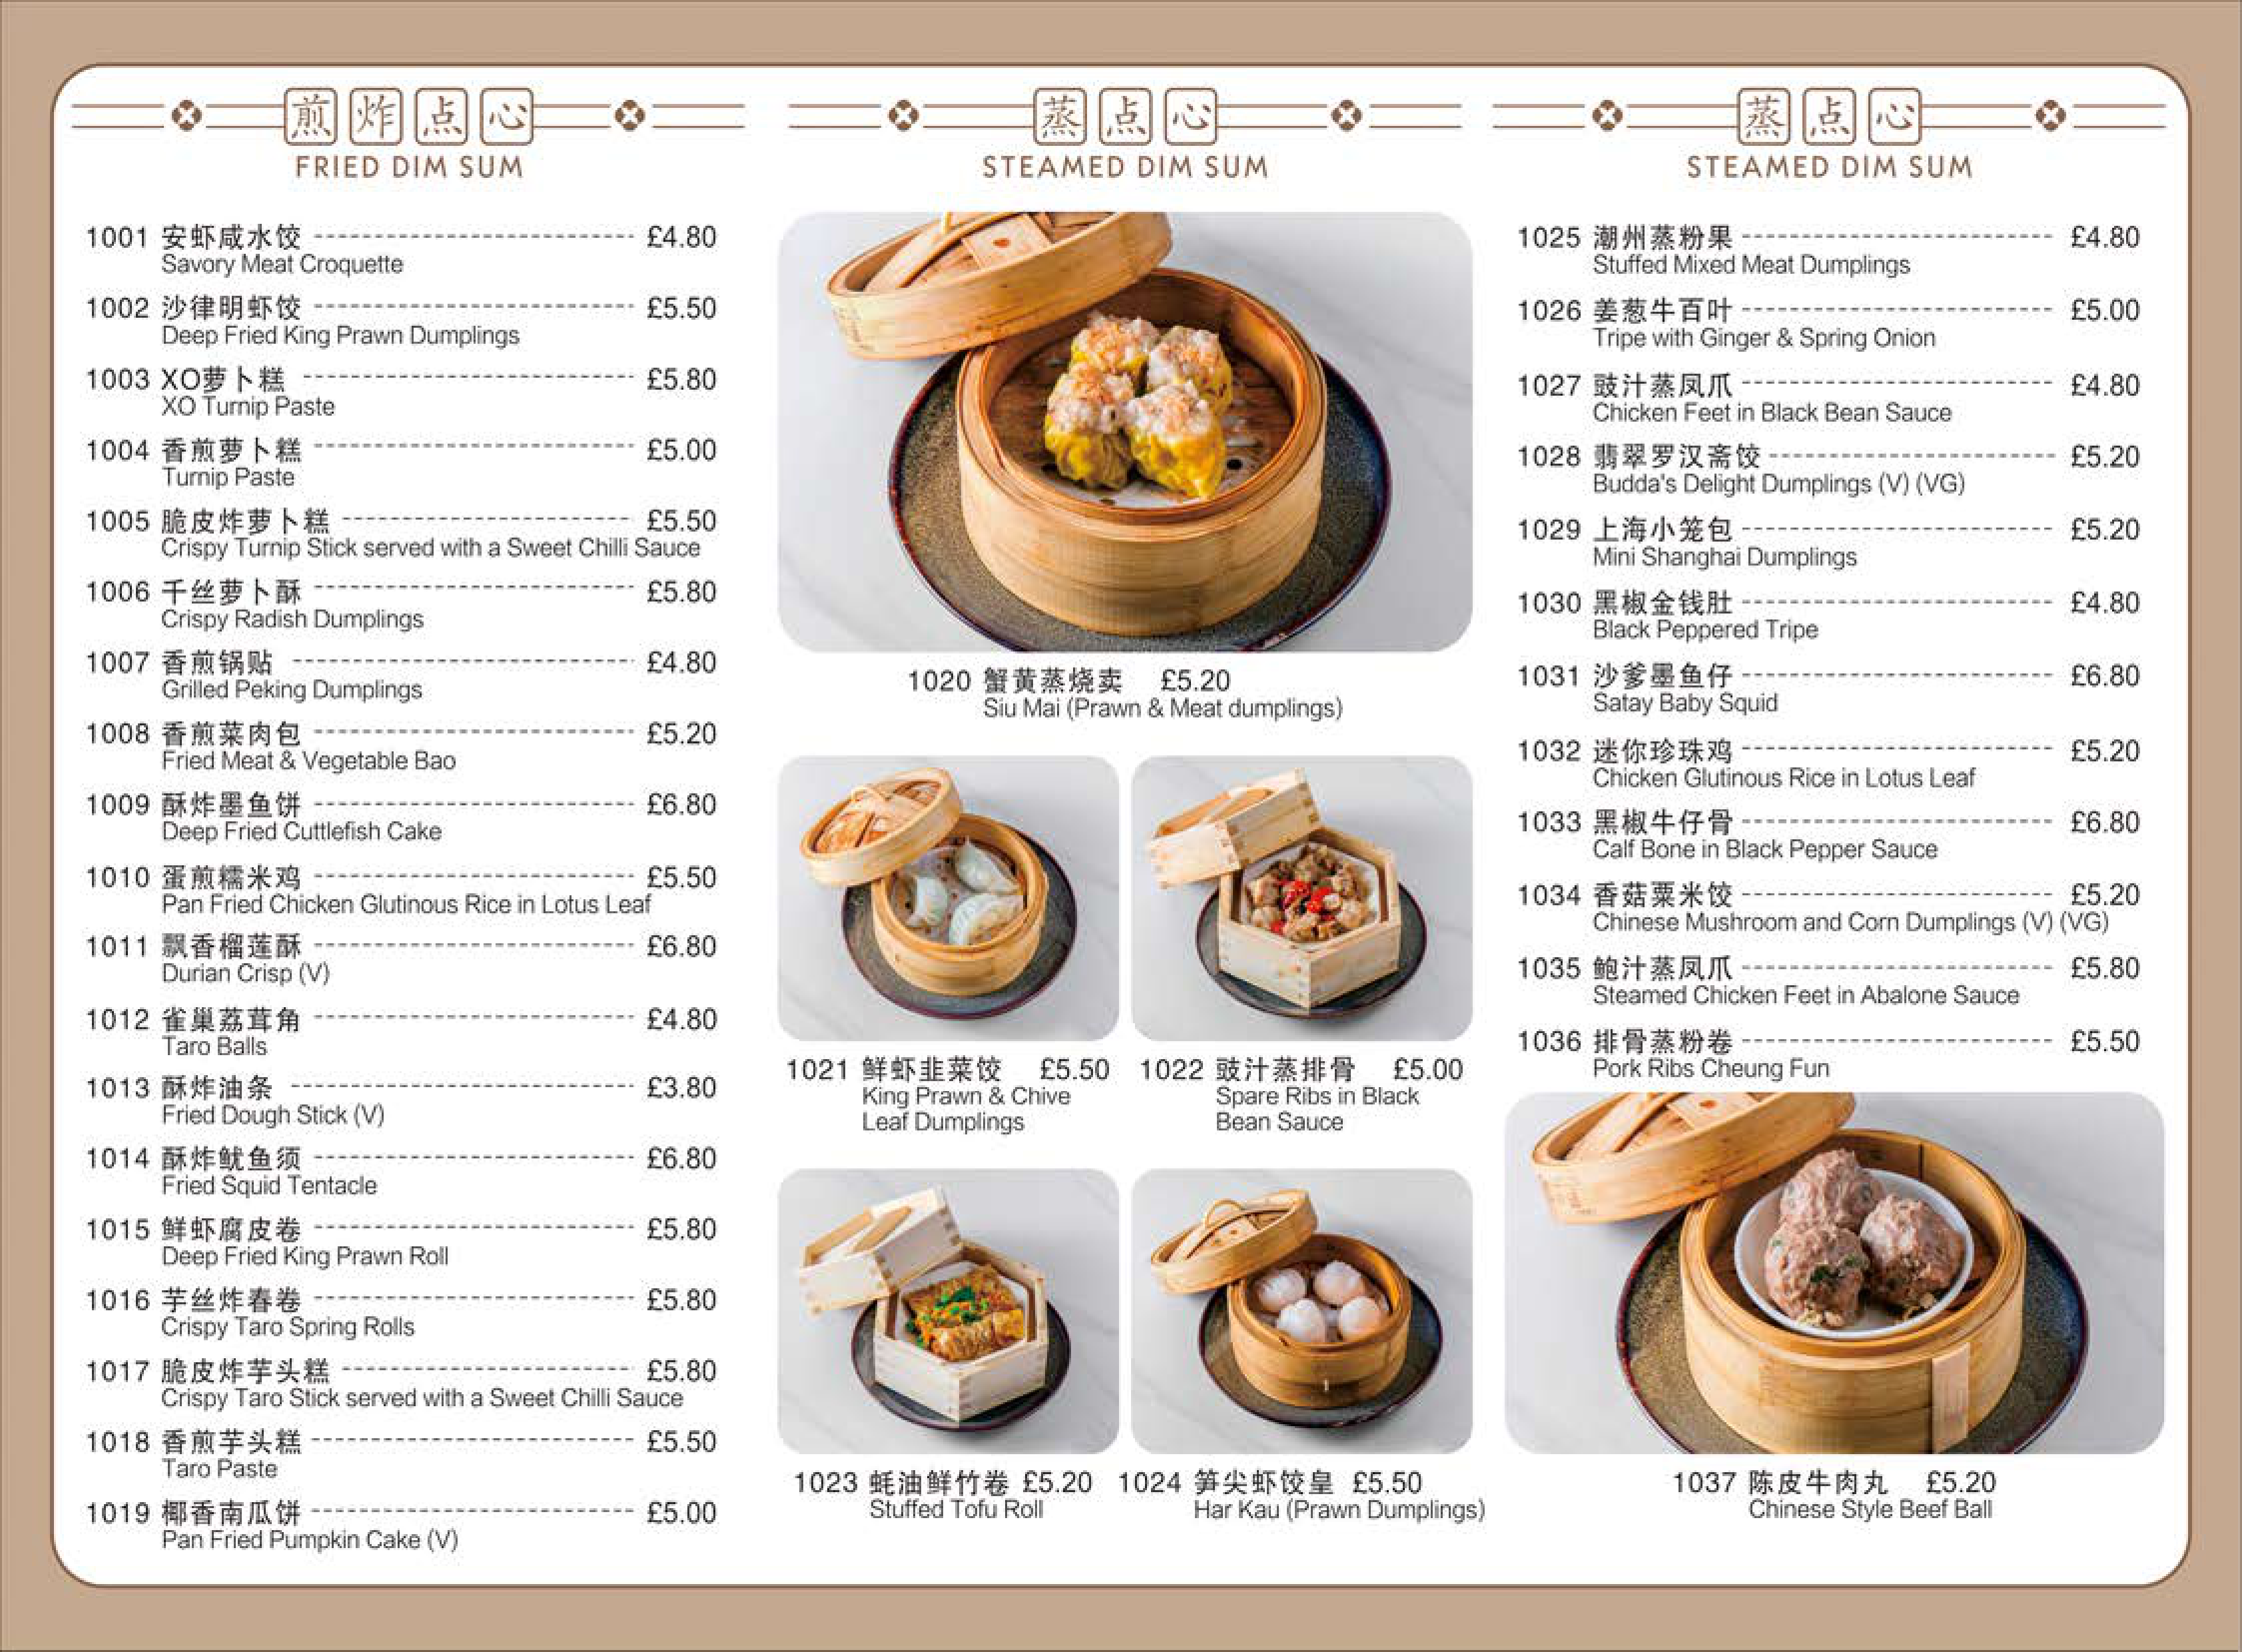 煎炸点心
FRIED DIM SUM
1001 安虾咸水饺 £4.80
Savory Meat Croquette
1002 沙律明虾饺 £5.50
Deep Fried King Prawn Dumplings
1003 XO萝卜糕 £5.80
XO Turnip Paste
1004 香煎萝卜糕 £5.00
Turnip Paste
1005 脆皮炸萝卜糕 £5.50
Crispy Turnip Stick served with a Sweet Chilli Sauce
1006 千丝萝卜酥 £5.80
Crispy Radish Dumplings
1007 香煎锅贴 £4.80
Grilled Peking Dumplings
1008 香煎菜肉包 £5.20
Fried Meat & Vegetable Bao
1009 酥炸墨鱼饼 £6.80
Deep Fried Cuttlefish Cake
1010 蛋煎糯米鸡 £5.50
Pan Fried Chicken Glutinous Rice in Lotus Leaf
1011 飘香榴莲酥 £6.80
Durian Crisp (V)
1012 雀巢荔茸角 £4.80
Taro Balls
1013 酥炸油条 £3.80
Fried Dough Stick (V)
1014 酥炸鱿鱼须 £6.80
Fried Squid Tentacle
1015 鲜虾腐皮卷 £5.80
Deep Fried King Prawn Roll
1016 芋丝炸春卷 £5.80
Crispy Taro Spring Rolls
1017 脆皮炸芋头糕 £5.80
Crispy Taro Stick served with a Sweet Chilli Sauce
1018 香煎芋头糕 £5.50
Taro Paste
1019 椰香南瓜饼 £5.00
Pan Fried Pumpkin Cake (V)
蒸点心
STEAMED DIM SUM
1020 蟹黄蒸烧卖 £5.20
Siu Mai (Prawn & Meat dumplings)
1021 鲜虾韭菜饺 £5.50
King Prawn & Chive
Leaf Dumplings
1022 豉汁蒸排骨 £5.00
Spare Ribs in Black
Bean Sauce
1023 蚝油鲜竹卷 £5.20
Stuffed Tofu Roll
1024 笋尖虾饺皇 £5.50
Har Kau (Prawn Dumplings)
蒸点心
STEAMED DIM SUM
1025 潮州蒸粉果 £4.80
Stuffed Mixed Meat Dumplings
1026 姜葱牛百叶 £5.00
Tripe with Ginger & Spring Onion
1027 豉汁蒸凤爪 £4.80
Chicken Feet in Black Bean Sauce
1028 翡翠罗汉斋饺 £5.20
Budda's Delight Dumplings (V) (VG)
1029 上海小笼包 £5.20
Mini Shanghai Dumplings
1030 黑椒金钱肚 £4.80
Black Peppered Tripe
1031 沙爹墨鱼仔 £6.80
Satay Baby Squid
1032 迷你珍珠鸡 £5.20
Chicken Glutinous Rice in Lotus Leaf
1033 黑椒牛仔骨 £6.80
Calf Bone in Black Pepper Sauce
1034 香菇粟米饺 £5.20
Chinese Mushroom and Corn Dumplings (V) (VG)
1035 鲍汁蒸凤爪 £5.80
Steamed Chicken Feet in Abalone Sauce
1036 排骨蒸粉卷 £5.50
Pork Ribs Cheung Fun
1037 陈皮牛肉丸 £5.20
Chinese Style Beef Ball